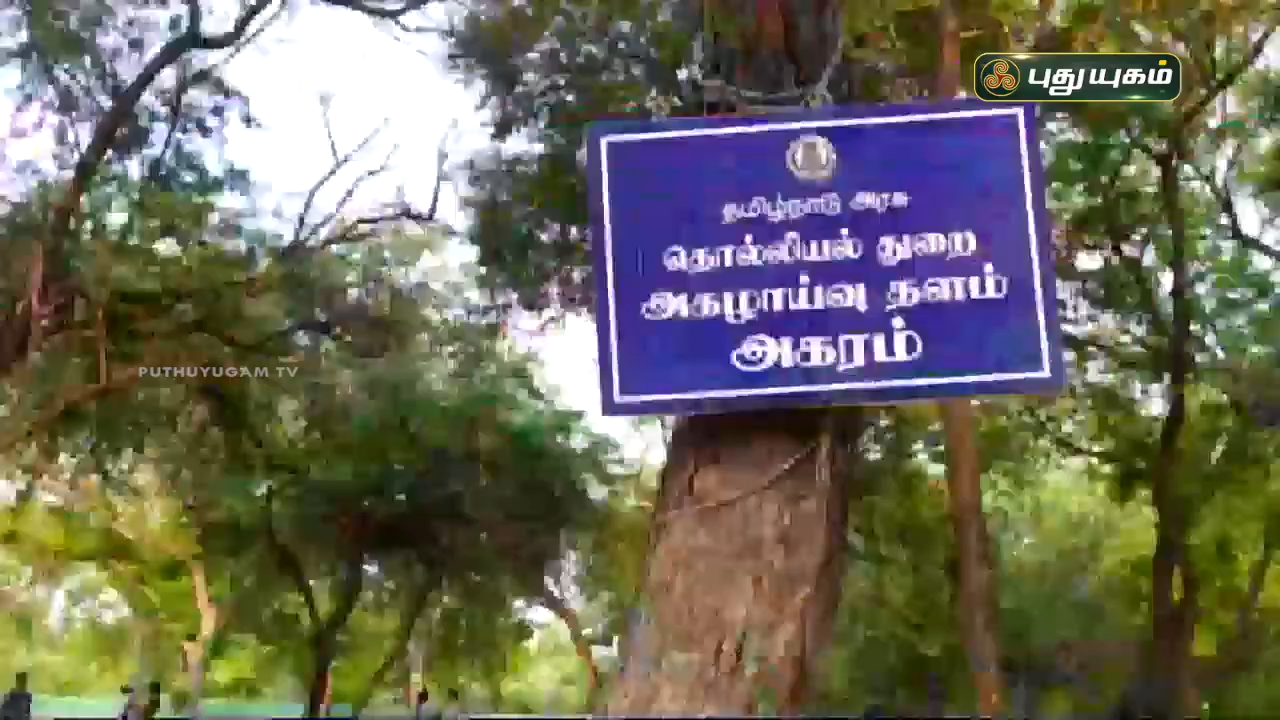 புதுயுகம்
தமிழ்நாடு அரசு
தொல்லியல் துறை
அகழாய்வு தளம்
அகரம்
PUTHUYUGAM TV